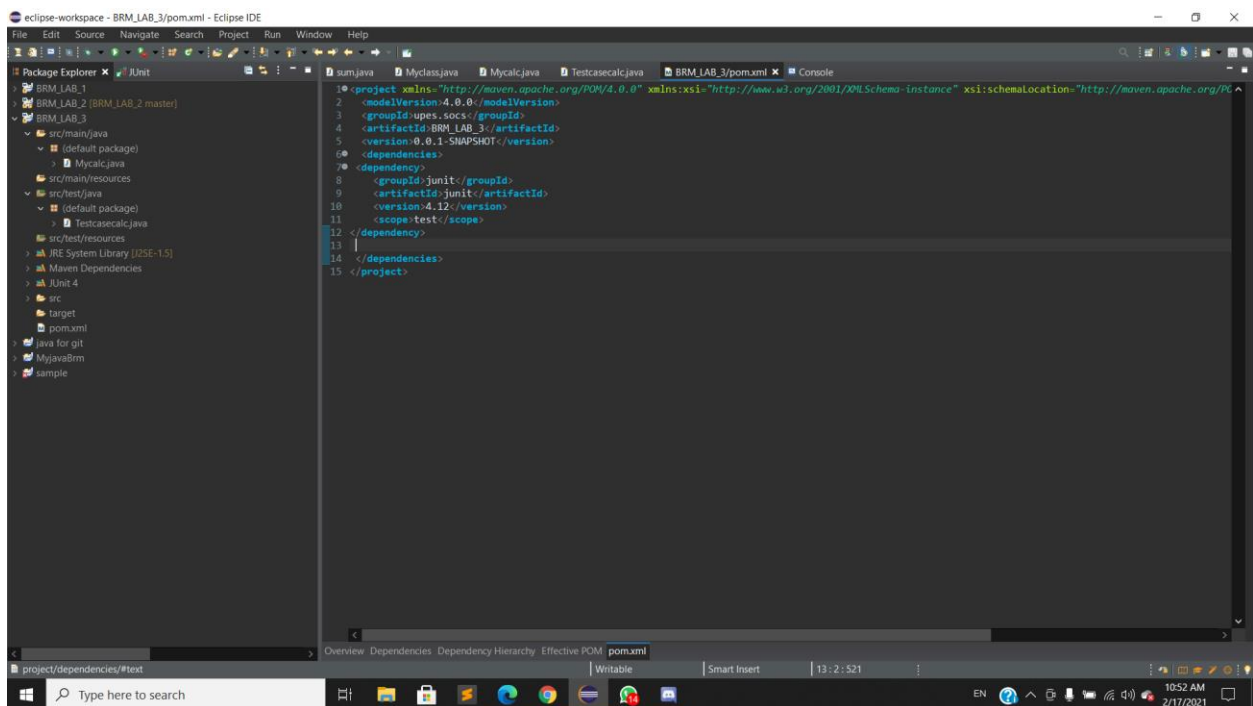 eclipse-workspace - BRM_LAB_3/pom.xml - Eclipse IDE
File Edit Source Navigate Search Project Run Window Help
Package Explorer JUnit
BRM_LAB_1
BRM_LAB_2 [BRM_LAB_2 master]
BRM_LAB_3
src/main/java
(default package)
Mycalc.java
src/main/resources
src/test/java
(default package)
Testcasecalc.java
src/test/resources
JRE System Library [J2SE-1.5]
Maven Dependencies
JUnit 4
src
target
pom.xml
java for git
MyjavaBrm
sample
sum.java Myclass.java Mycalc.java Testcasecalc.java BRM_LAB_3/pom.xml Console
1 <project xmlns="http://maven.apache.org/POM/4.0.0" xmlns:xsi="http://www.w3.org/2001/XMLSchema-instance" xsi:schemaLocation="http://maven.apache.org/PO
2 <modelVersion>4.0.0</modelVersion>
3 <groupId>upes.socs</groupId>
4 <artifactId>BRM_LAB_3</artifactId>
5 <version>0.0.1-SNAPSHOT</version>
6 <dependencies>
7 <dependency>
8 <groupId>junit</groupId>
9 <artifactId>junit</artifactId>
10 <version>4.12</version>
11 <scope>test</scope>
12 </dependency>
13
14 </dependencies>
15 </project>
Overview Dependencies Dependency Hierarchy Effective POM pom.xml
project/dependencies/#text Writable Smart Insert 13 : 2 : 521
Type here to search EN 10:52 AM
2/17/2021